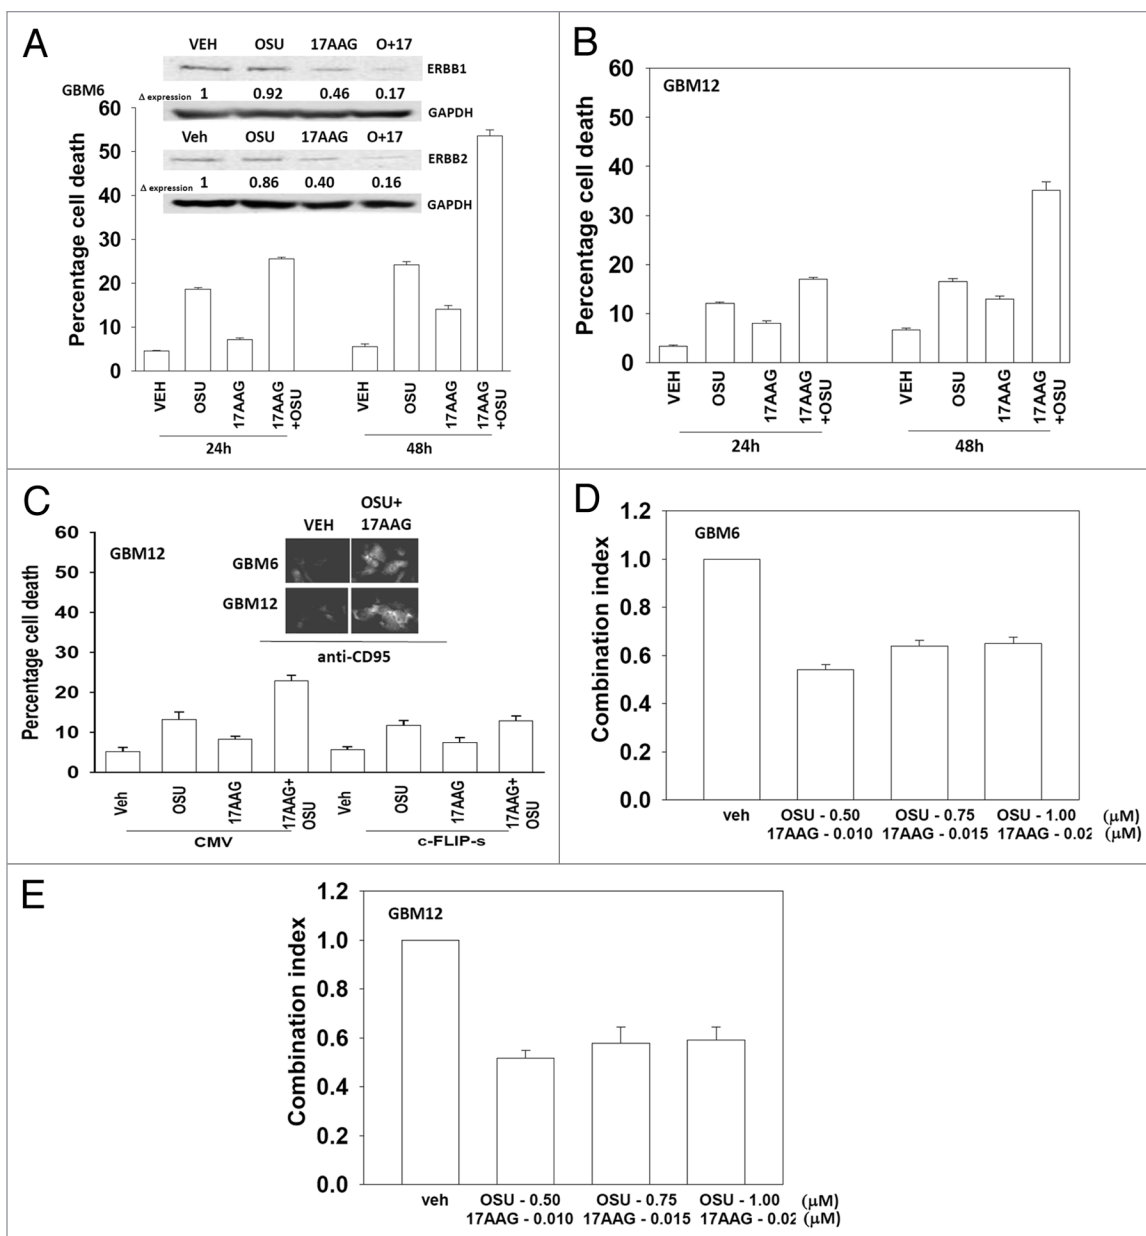 A
VEH OSU 17AAG O+17
ERBB1
GBM6
Δ expression 1 0.92 0.46 0.17
GAPDH
Veh OSU 17AAG O+17
ERBB2
Δ expression 1 0.86 0.40 0.16
GAPDH
Percentage cell death
60
50
40
30
20
10
0
VEH
OSU
17AAG
17AAG
+OSU
VEH
OSU
17AAG
17AAG
+OSU
24h
48h
B
GBM12
Percentage cell death
60
50
40
30
20
10
0
VEH
OSU
17AAG
17AAG
+OSU
VEH
OSU
17AAG
17AAG
+OSU
24h
48h
C
OSU+
VEH 17AAG
GBM12
GBM6
GBM12
anti-CD95
Percentage cell death
60
50
40
30
20
10
0
Veh
OSU
17AAG
17AAG+
OSU
Veh
OSU
17AAG
17AAG+
OSU
CMV
c-FLIP-s
D
GBM6
Combination index
1.2
1.0
0.8
0.6
0.4
0.2
0.0
veh OSU - 0.50 OSU - 0.75 OSU - 1.00 (μM)
17AAG - 0.010 17AAG - 0.015 17AAG - 0.02 (μM)
E
GBM12
Combination index
1.2
1.0
0.8
0.6
0.4
0.2
0.0
veh OSU - 0.50 OSU - 0.75 OSU - 1.00 (μM)
17AAG - 0.010 17AAG - 0.015 17AAG - 0.02 (μM)